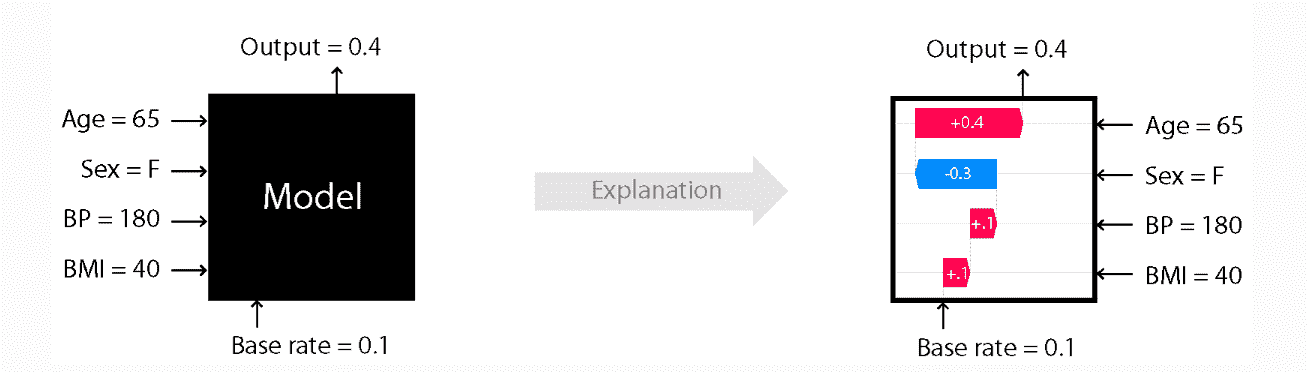 Output = 0.4
Age = 65
Sex = F
BP = 180
BMI = 40
Model
Base rate = 0.1
Explanation
Output = 0.4
+0.4
Age = 65
-0.3
Sex = F
+.1
BP = 180
+.1
BMI = 40
Base rate = 0.1